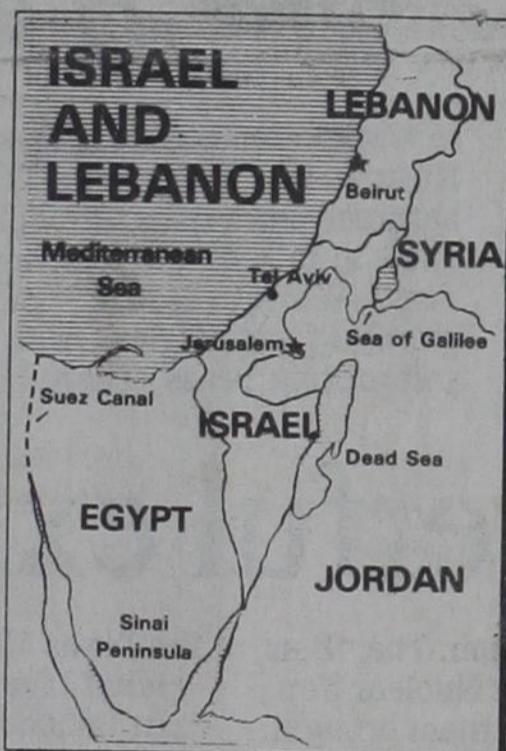 ISRAEL
AND
LEBANON
LEBANON
Beirut
SYRIA
Mediterranean
Sea
Tel Aviv
Jerusalem
Sea of Galilee
Suez Canal
ISRAEL
Dead Sea
EGYPT
JORDAN
Sinai
Peninsula